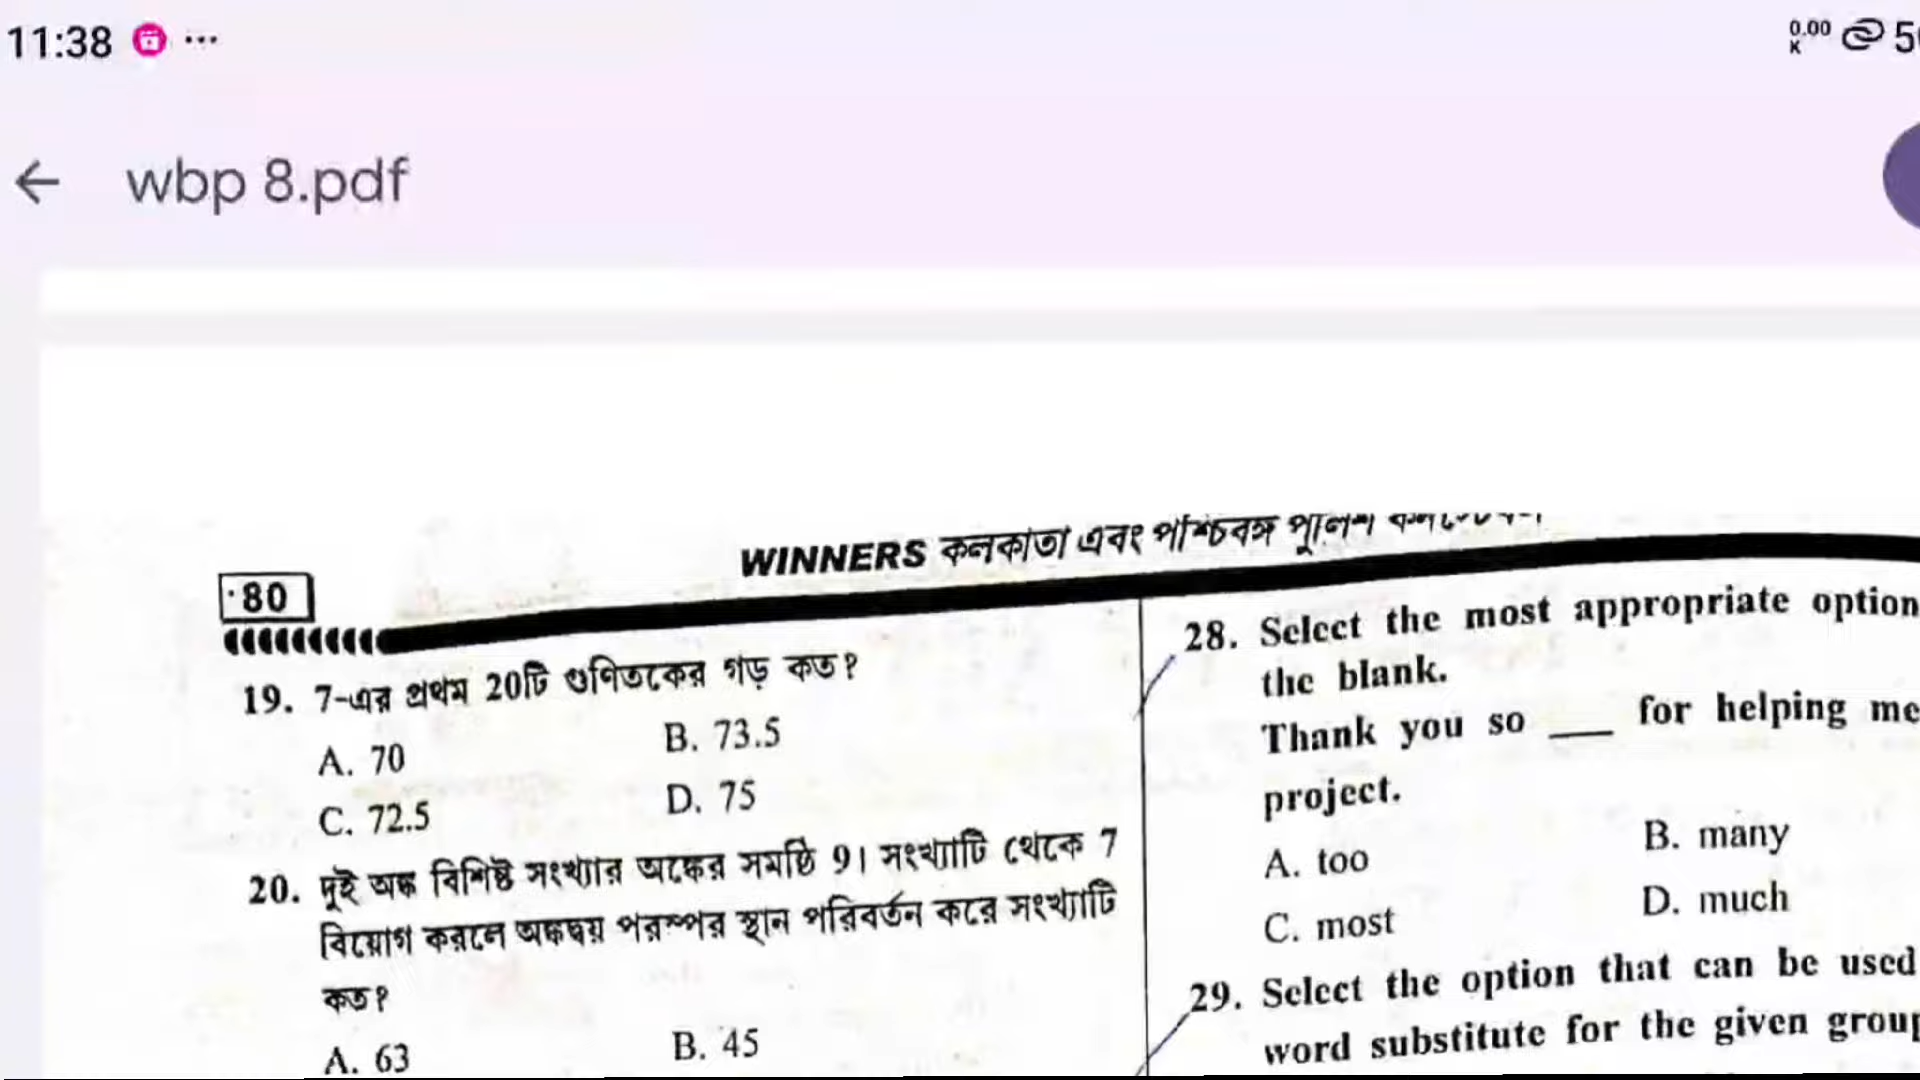 11:38 ...
0.00 K
wbp 8.pdf
80
WINNERS কলকাতা এবং পশ্চিবঙ্গ পুলিশ
19. 7-এর প্রথম 20টি গুণিতকের গড় কত?
A. 70 B. 73.5
C. 72.5 D. 75
20. দুই অঙ্ক বিশিষ্ট সংখ্যার অঙ্কের সমষ্ঠি 9। সংখ্যাটি থেকে 7
বিয়োগ করলে অঙ্কদ্বয় পরস্পর স্থান পরিবর্তন করে সংখ্যাটি
কত?
A. 63 B. 45
28. Select the most appropriate option
the blank.
Thank you so ___ for helping me
project.
A. too B. many
C. most D. much
29. Select the option that can be used
word substitute for the given group